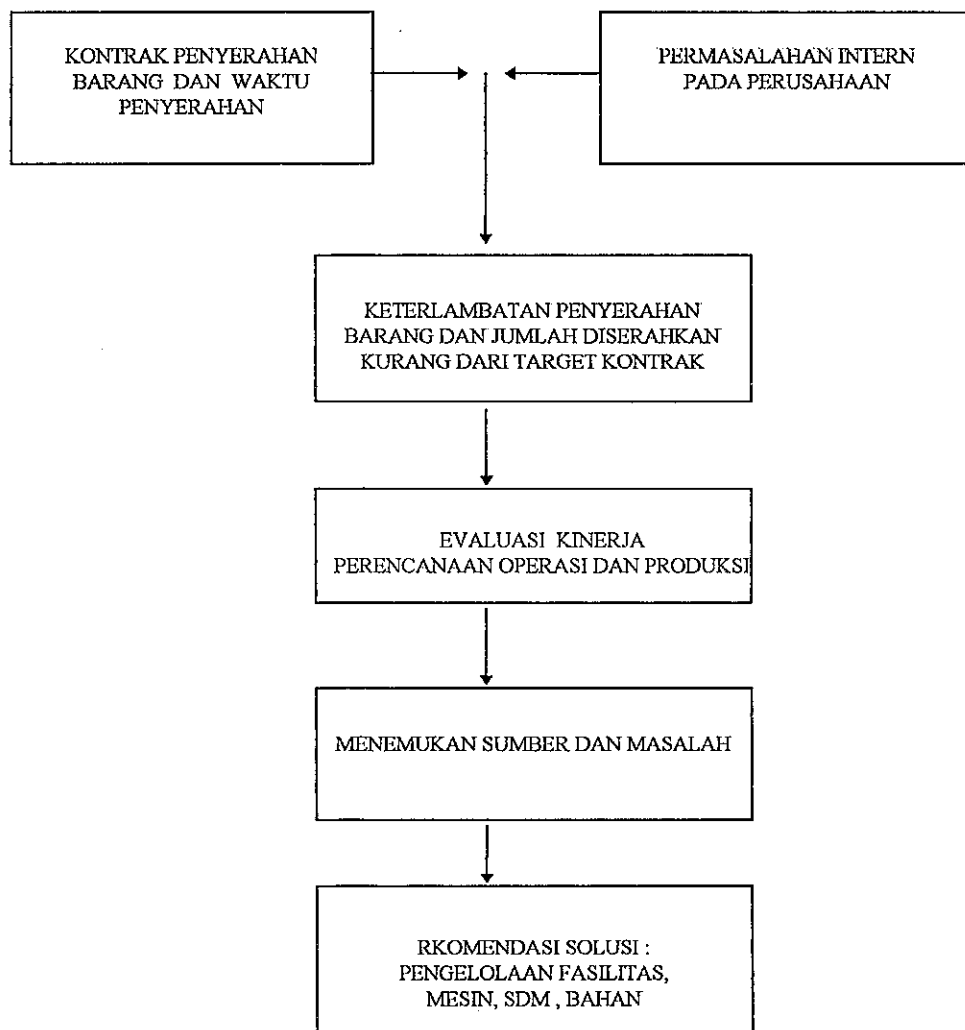 KONTRAK PENYERAHAN
BARANG DAN WAKTU
PENYERAHAN
PERMASALAHAN INTERN
PADA PERUSAHAAN
KETERLAMBATAN PENYERAHAN
BARANG DAN JUMLAH DISERAHKAN
KURANG DARI TARGET KONTRAK
EVALUASI KINERJA
PERENCANAAN OPERASI DAN PRODUKSI
MENEMUKAN SUMBER DAN MASALAH
RKOMENDASI SOLUSI :
PENGELOLAAN FASILITAS,
MESIN, SDM , BAHAN